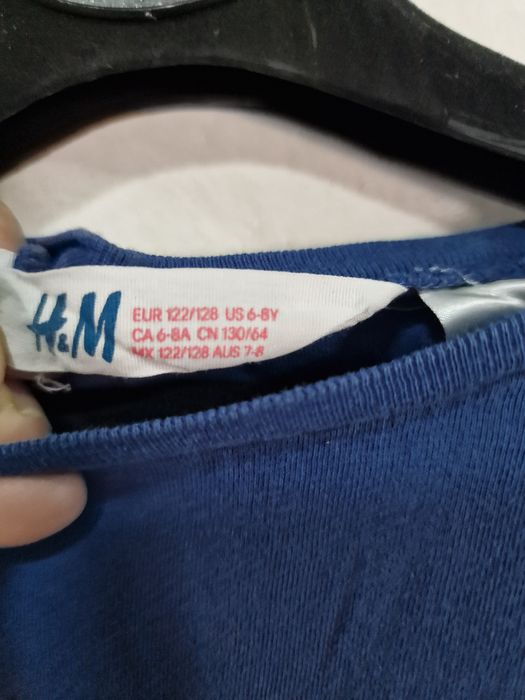 H&M
EUR 122/128 US 6-8Y
CA 6-8A CN 130/64
MX 122/128 AUS 7-8